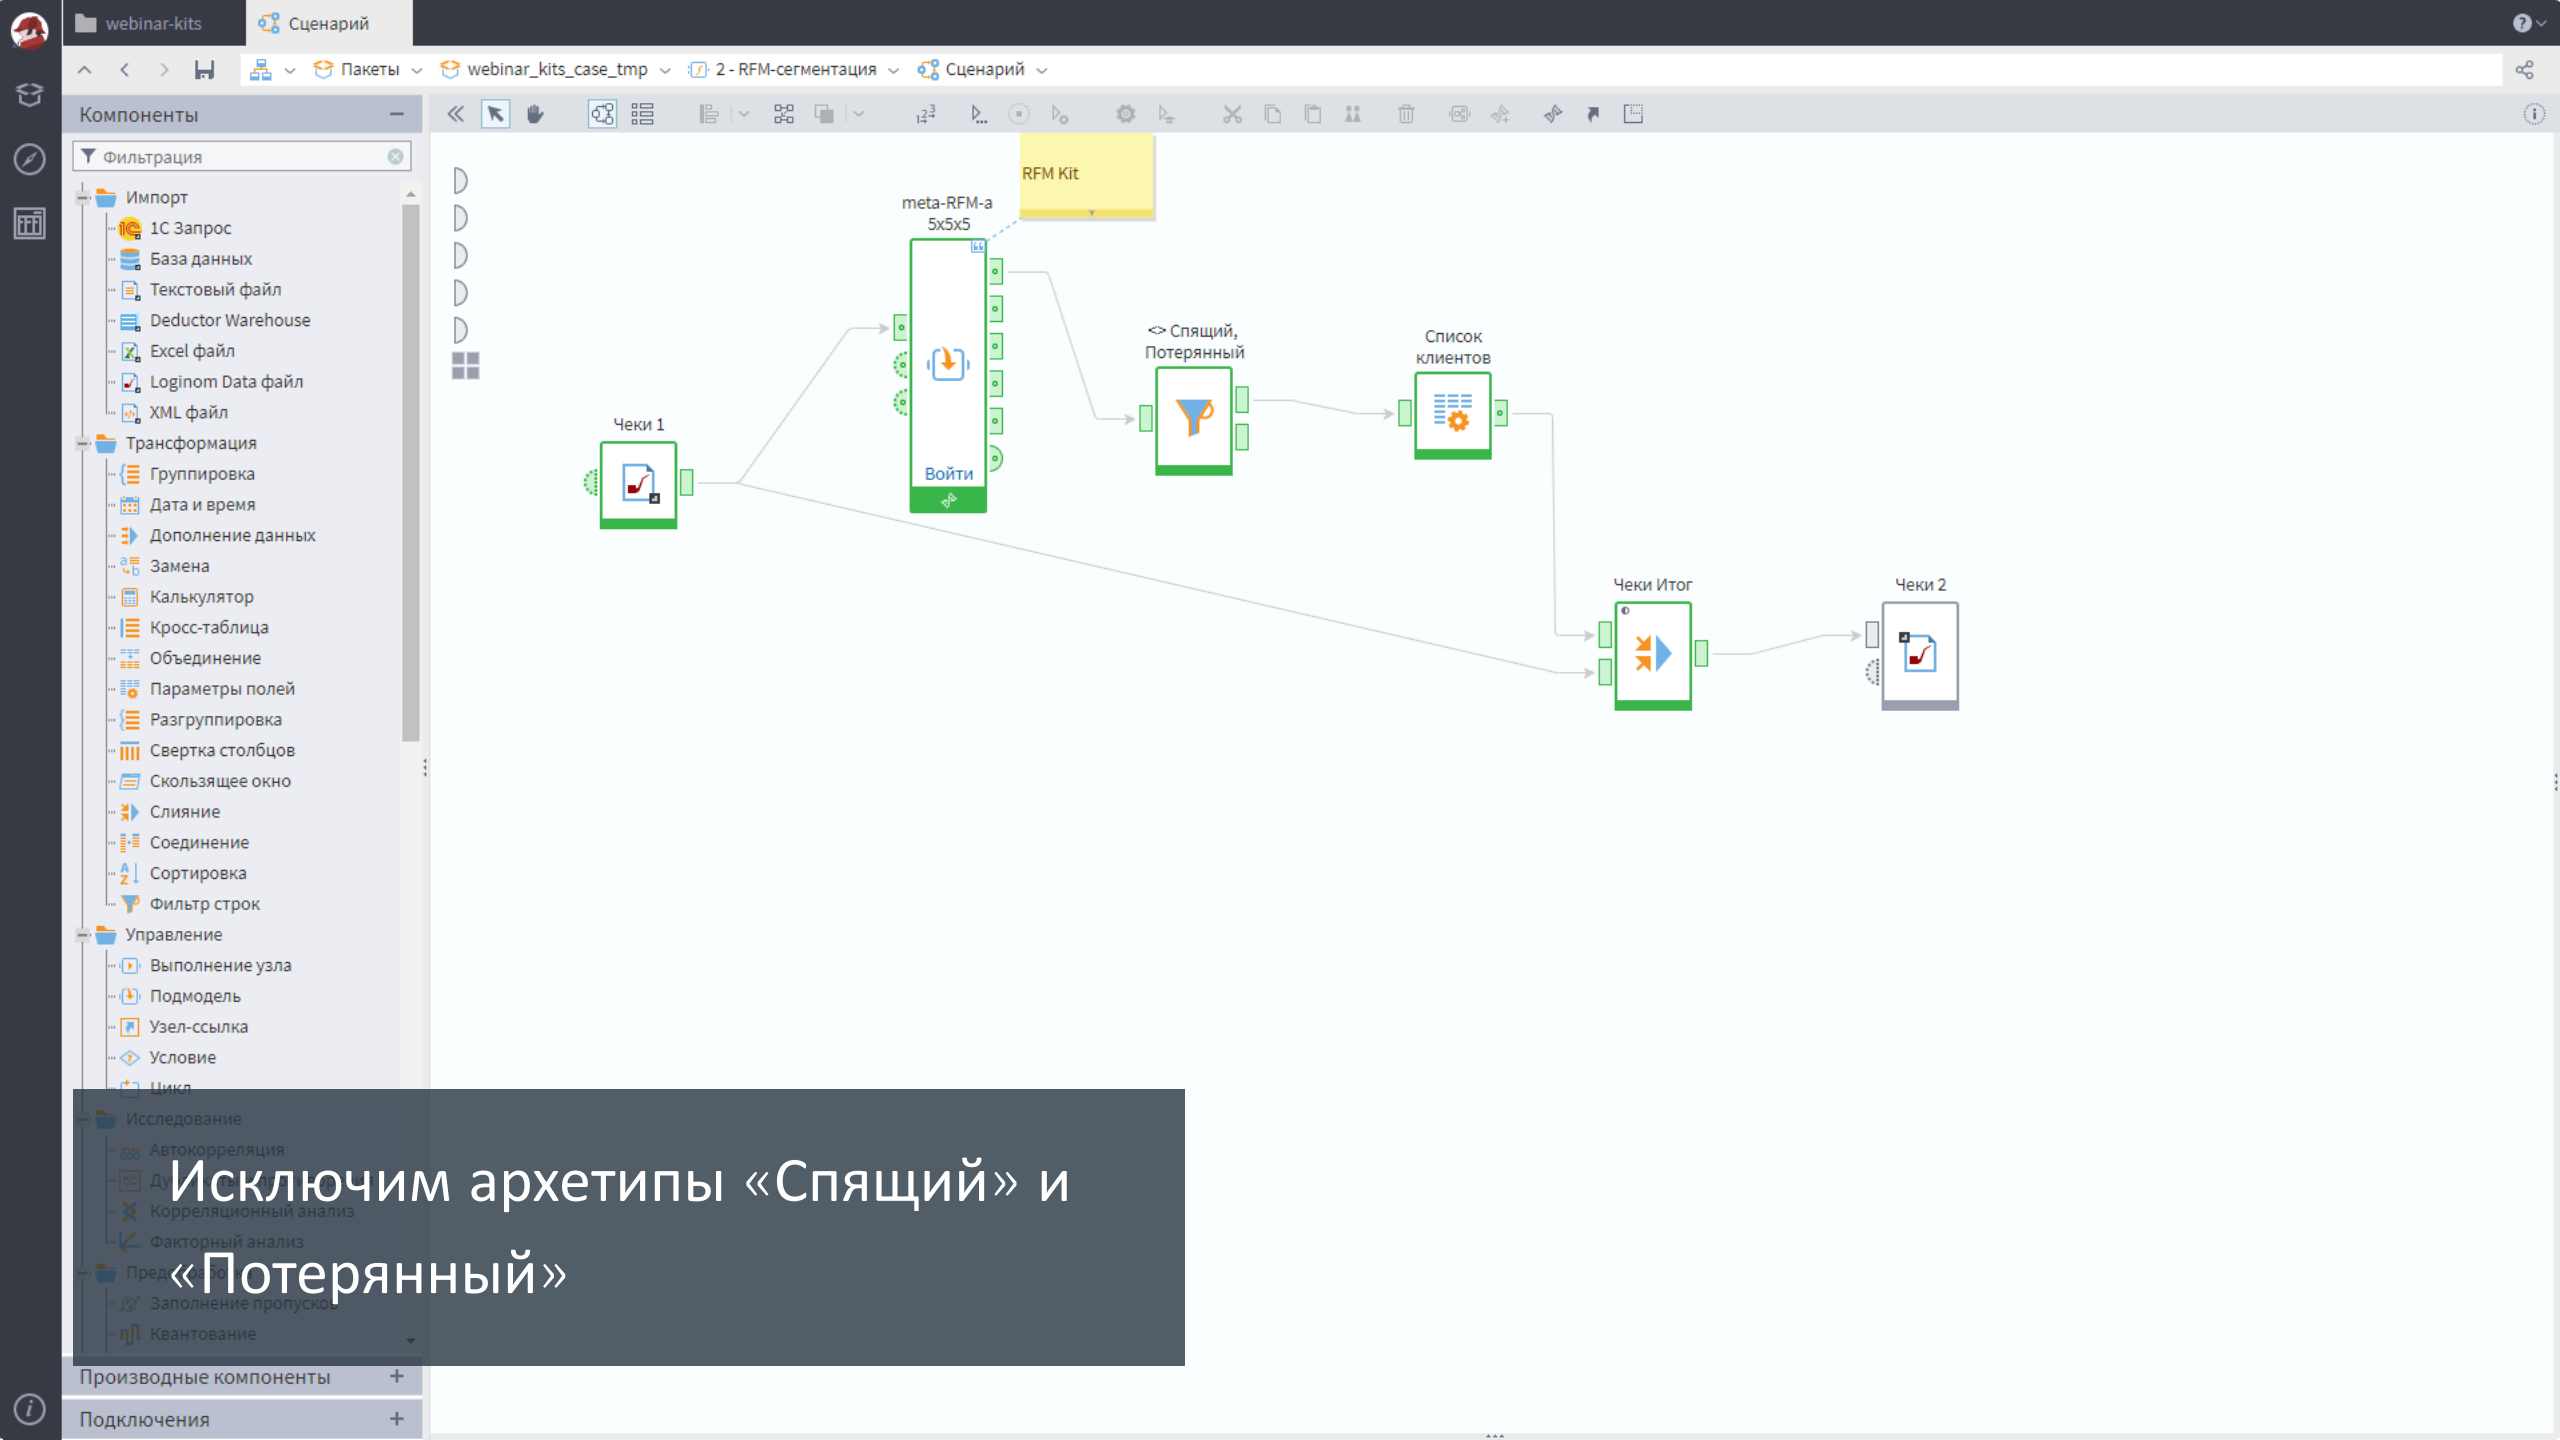 webinar-kits
Сценарий
Пакеты
webinar_kits_case_tmp
2 - RFM-сегментация
Сценарий
Компоненты
Фильтрация
Импорт
1С Запрос
База данных
Текстовый файл
Deductor Warehouse
Excel файл
Loginom Data файл
XML файл
Трансформация
Группировка
Дата и время
Дополнение данных
Замена
Калькулятор
Кросс-таблица
Объединение
Параметры полей
Разгруппировка
Свертка столбцов
Скользящее окно
Слияние
Соединение
Сортировка
Фильтр строк
Управление
Выполнение узла
Подмодель
Узел-ссылка
Условие
Цикл
Исследование
Автокорреляция
Корреляционный анализ
Факторный анализ
Заполнение пропусков
Квантование
Производные компоненты
Подключения
RFM Kit
meta-RFM-a
5x5x5
Войти
Чеки 1
<> Спящий,
Потерянный
Список
клиентов
Чеки Итог
Чеки 2
Исключим архетипы «Спящий» и
«Потерянный»